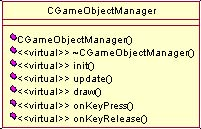 CGameObjectManager
CGameObjectManager()
<<virtual>> ~CGameObjectManager()
<<virtual>> init()
<<virtual>> update()
<<virtual>> draw()
<<virtual>> onKeyPress()
<<virtual>> onKeyRelease()